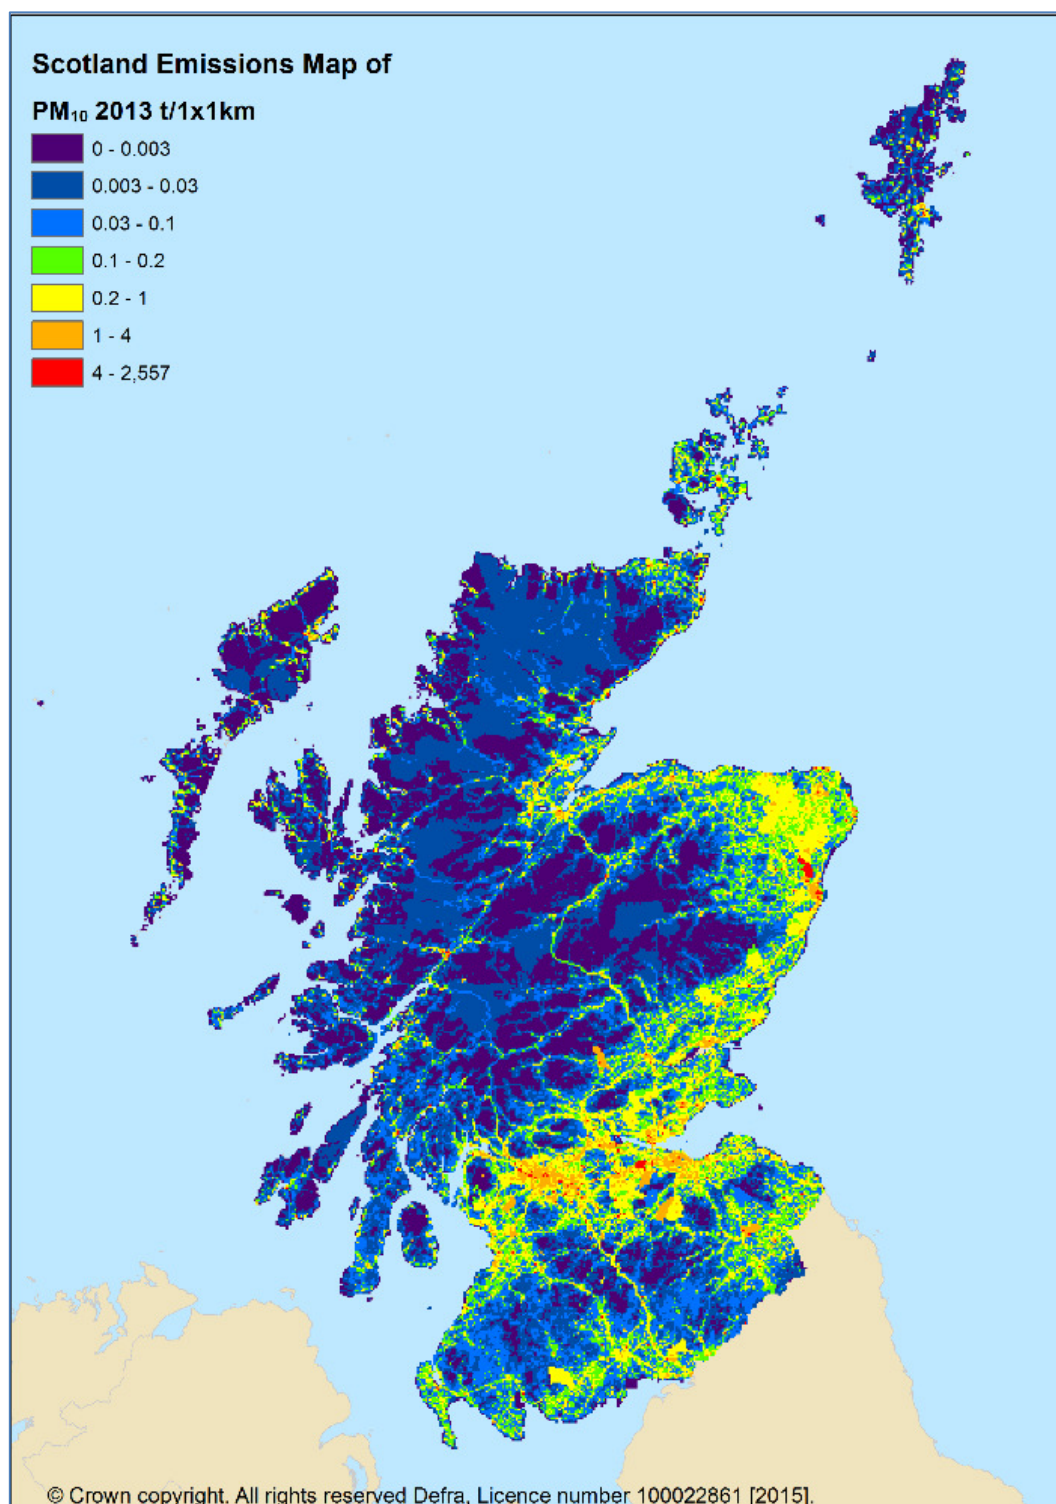 Scotland Emissions Map of
PM₁₀ 2013 t/1x1km
0 - 0.003
0.003 - 0.03
0.03 - 0.1
0.1 - 0.2
0.2 - 1
1 - 4
4 - 2,557
© Crown copyright. All rights reserved Defra, Licence number 100022861 [2015].